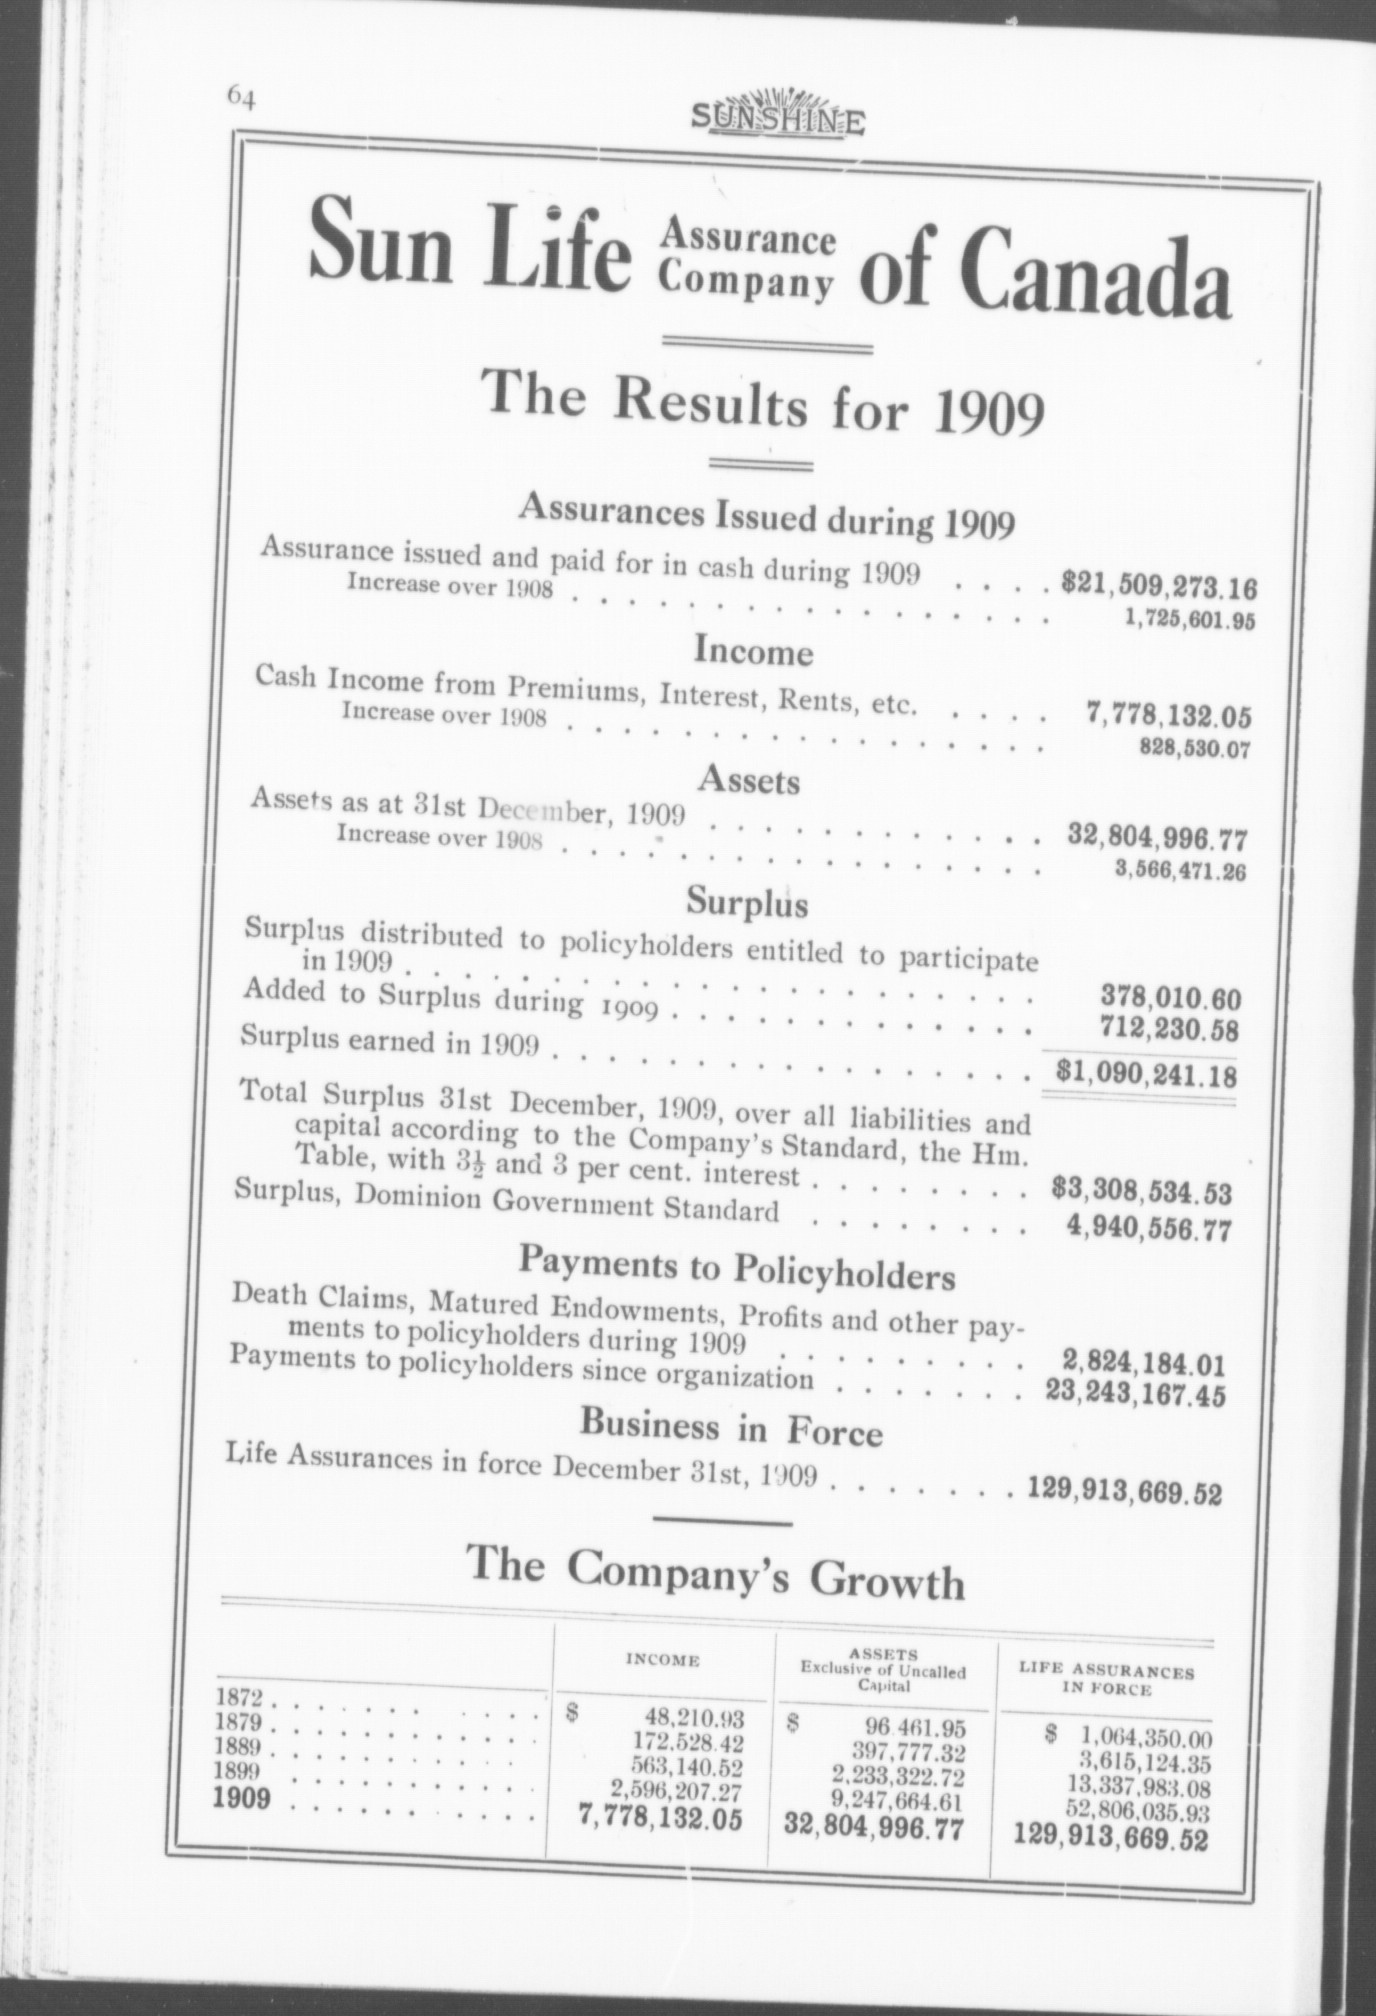 64
SUNSHINE
Sun Life Assurance Company of Canada
The Results for 1909
Assurances Issued during 1909
Assurance issued and paid for in cash during 1909 . . . . $21,509,273.16
Increase over 1908 . . . . . . . . . . . . . . . . . 1,725,601.95
Income
Cash Income from Premiums, Interest, Rents, etc. . . . . 7,778,132.05
Increase over 1908 . . . . . . . . . . . . . . . . . 828,530.07
Assets
Assets as at 31st December, 1909 . . . . . . . . . . . . 32,804,996.77
Increase over 1908 . . . . . . . . . . . . . . . . . 3,566,471.26
Surplus
Surplus distributed to policyholders entitled to participate
in 1909 . . . . . . . . . . . . . . . . . . . . . . 378,010.60
Added to Surplus during 1909 . . . . . . . . . . . . . 712,230.58
Surplus earned in 1909 . . . . . . . . . . . . . . . . . $1,090,241.18
Total Surplus 31st December, 1909, over all liabilities and
capital according to the Company's Standard, the Hm.
Table, with 3½ and 3 per cent. interest . . . . . . . . $3,308,534.53
Surplus, Dominion Government Standard . . . . . . . . 4,940,556.77
Payments to Policyholders
Death Claims, Matured Endowments, Profits and other pay-
ments to policyholders during 1909 . . . . . . . . . 2,824,184.01
Payments to policyholders since organization . . . . . . . 23,243,167.45
Business in Force
Life Assurances in force December 31st, 1909 . . . . . . . 129,913,669.52
The Company's Growth
INCOME
ASSETS
Exclusive of Uncalled
Capital
LIFE ASSURANCES
IN FORCE
1872 . . . . . . . . . . $ 48,210.93 $ 96 461.95 $ 1,064,350.00
1879 . . . . . . . . . . 172,528.42 397,777.32 3,615,124.35
1889 . . . . . . . . . . 563,140.52 2,233,322.72 13,337,983.08
1899 . . . . . . . . . . 2,596,207.27 9,247,664.61 52,806,035.93
1909 . . . . . . . . . . 7,778,132.05 32,804,996.77 129,913,669.52